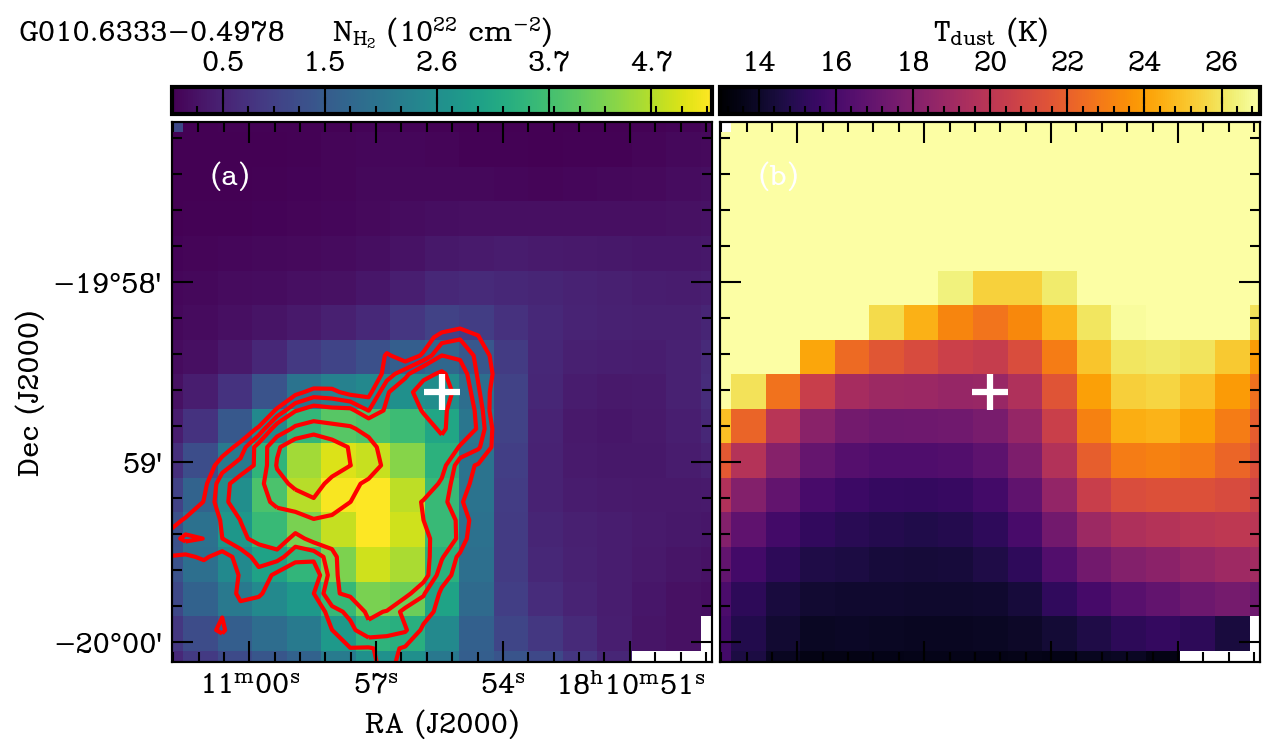 G010.6333−0.4978 N_H₂ (10²² cm⁻²) T_dust (K)
0.5 1.5 2.6 3.7 4.7 14 16 18 20 22 24 26
(a) (b)
−19°58'
59'
−20°00'
Dec (J2000)
11ᵐ00ˢ 57ˢ 54ˢ 18ʰ10ᵐ51ˢ
RA (J2000)